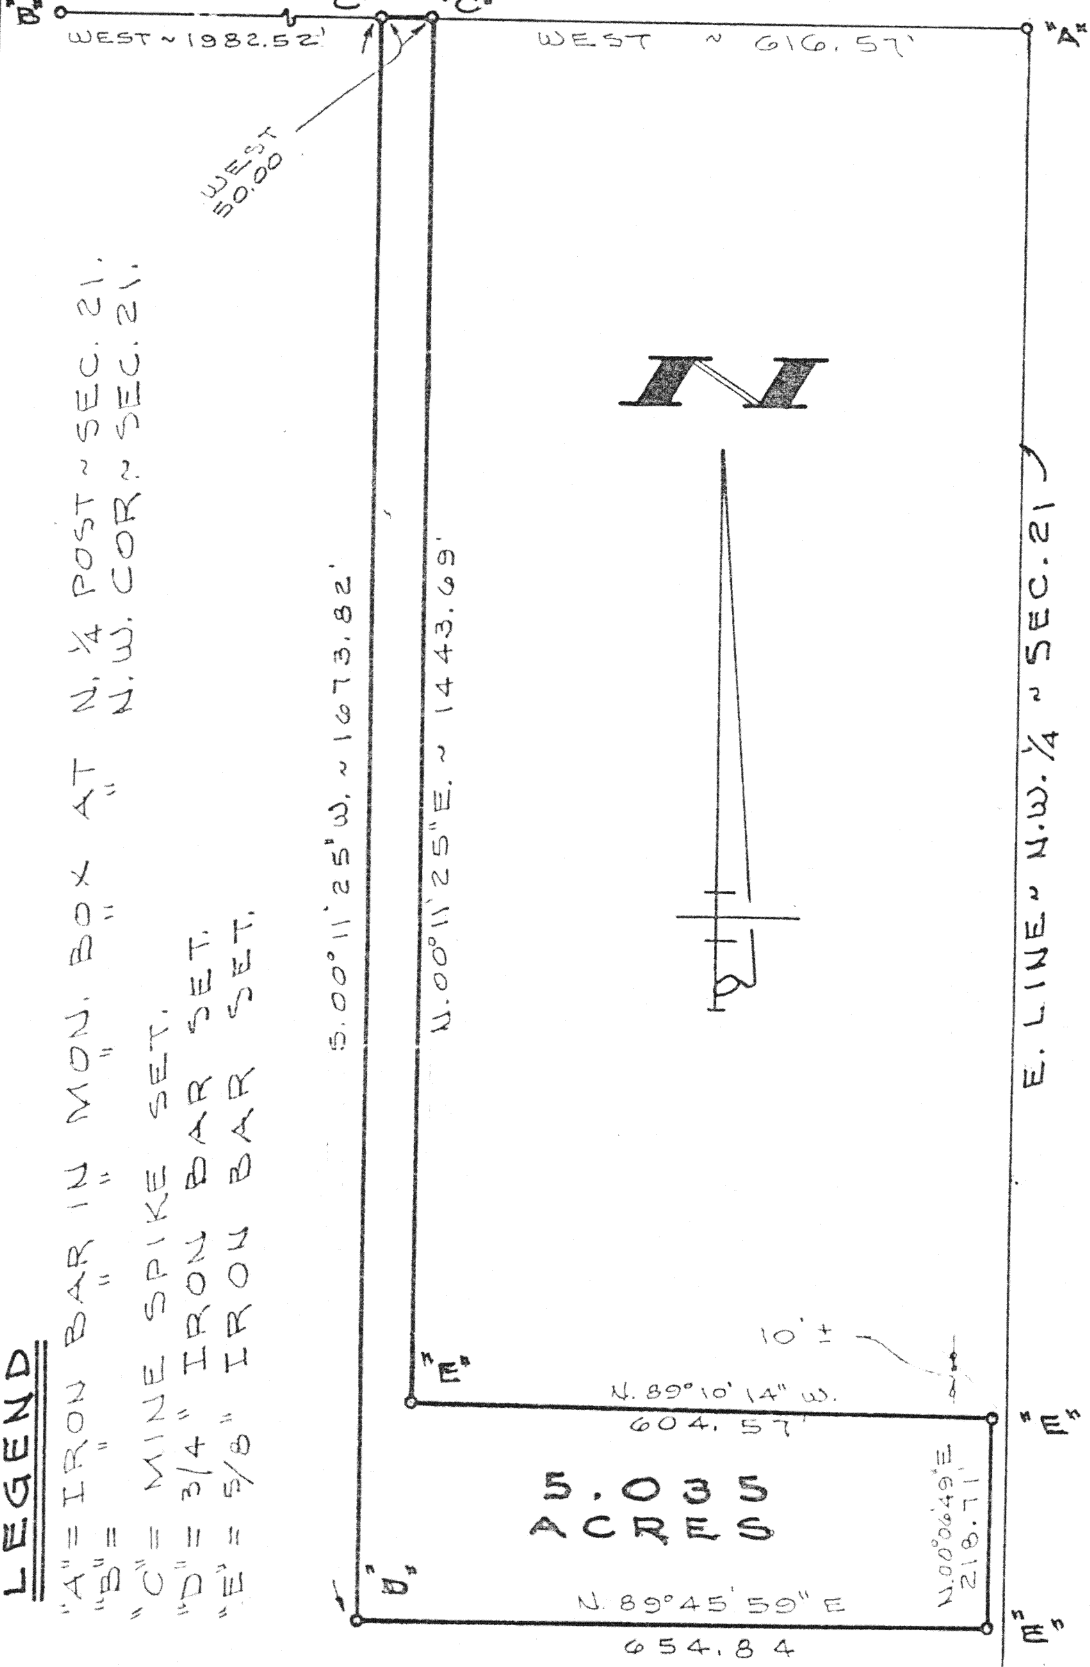 "B"
"C"
"C"
"A"
WEST ~ 1982.52'
WEST ~ 616.57'
WEST
50.00
N
S.00°11'25"W. ~ 1673.82'
N.00°11'25"E. ~ 1443.69'
E. LINE ~ N.W. ¼ ~ SEC. 21
LEGEND
"A" = IRON BAR IN MON. BOX AT N. ¼ POST ~ SEC. 21.
"B" = " " " " " " N.W. COR. ~ SEC. 21.
"C" = MINE SPIKE SET.
"D" = 3/4" IRON BAR SET.
"E" = 5/8" IRON BAR SET.
10' ±
"E"
N. 89°10'14" W.
604.57'
"E"
5.035
ACRES
N.00°06'49"E
218.71'
"D"
N. 89°45'59" E
654.84
"E"